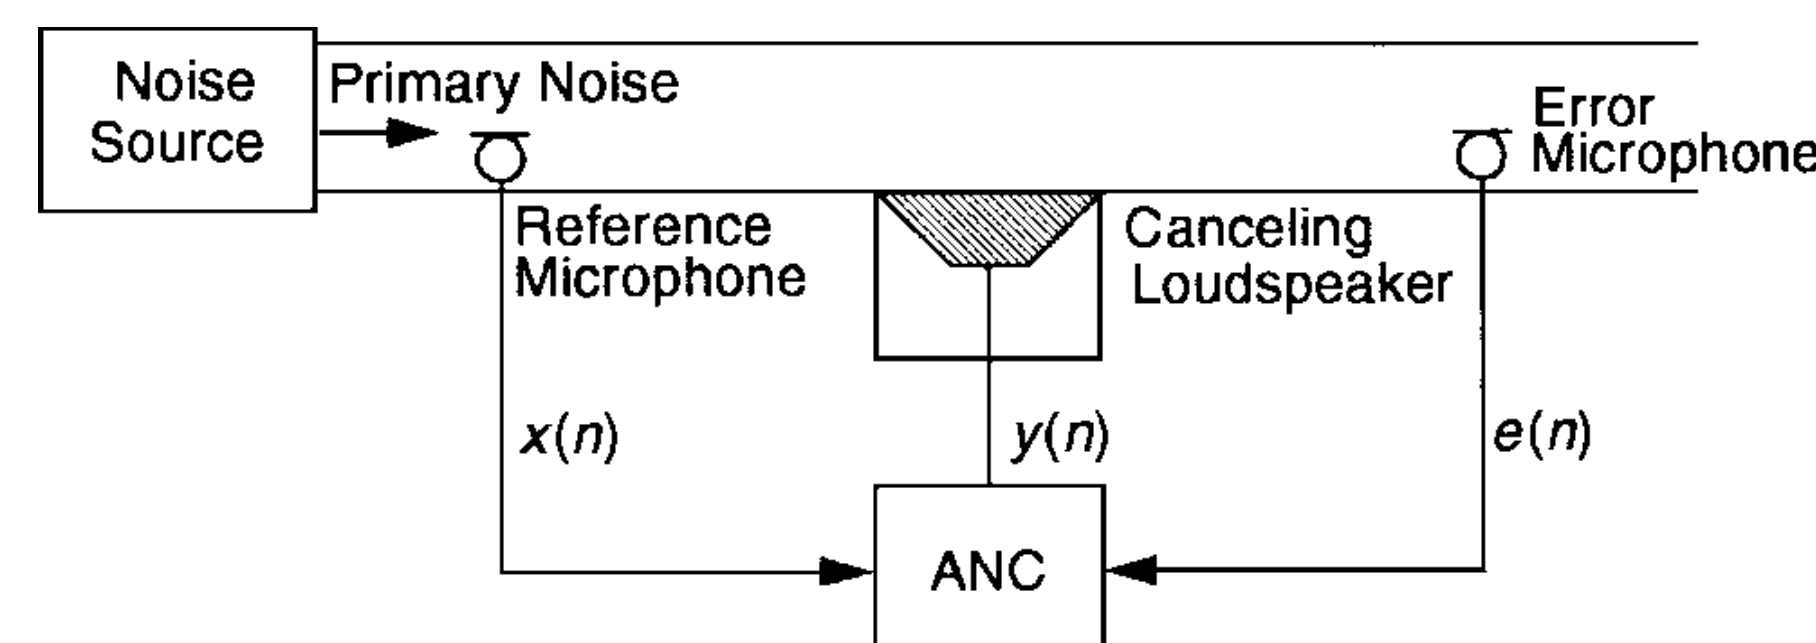 Noise
Source
Primary Noise
Error
Microphone
Reference
Microphone
Canceling
Loudspeaker
x(n)
y(n)
e(n)
ANC